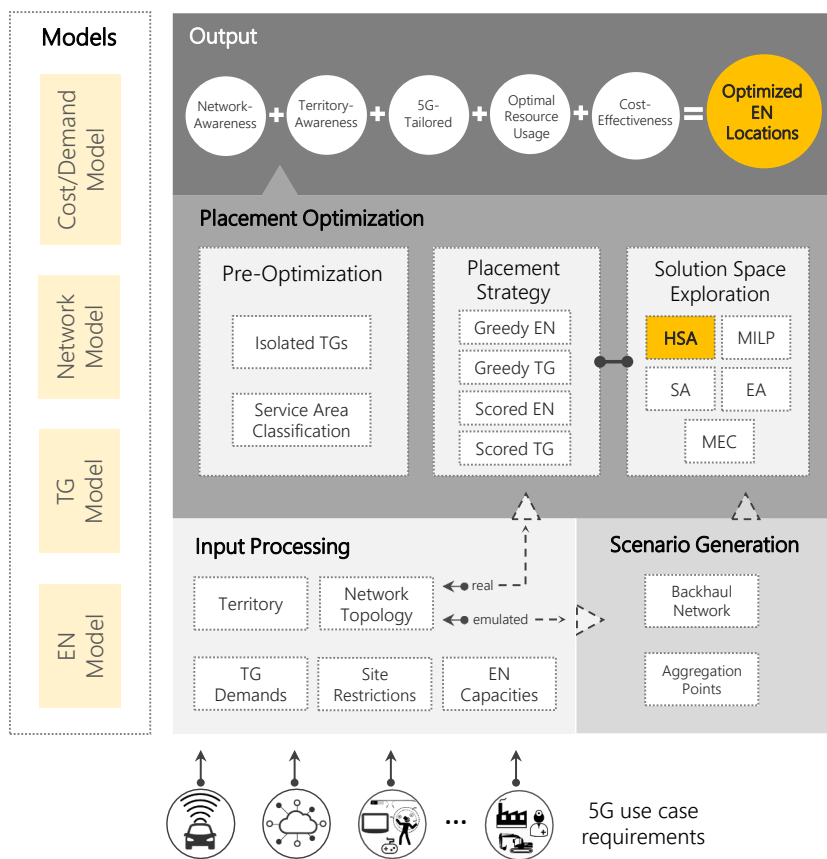 Models
Cost/Demand
Model
Network
Model
TG
Model
EN
Model
Output
Network-
Awareness
+
Territory-
Awareness
+
5G-
Tailored
+
Optimal
Resource
Usage
+
Cost-
Effectiveness
=
Optimized
EN
Locations
Placement Optimization
Pre-Optimization
Isolated TGs
Service Area
Classification
Placement
Strategy
Greedy EN
Greedy TG
Scored EN
Scored TG
Solution Space
Exploration
HSA
MILP
SA
EA
MEC
Input Processing
Territory
Network
Topology
real
emulated
TG
Demands
Site
Restrictions
EN
Capacities
Scenario Generation
Backhaul
Network
Aggregation
Points
...
5G use case
requirements